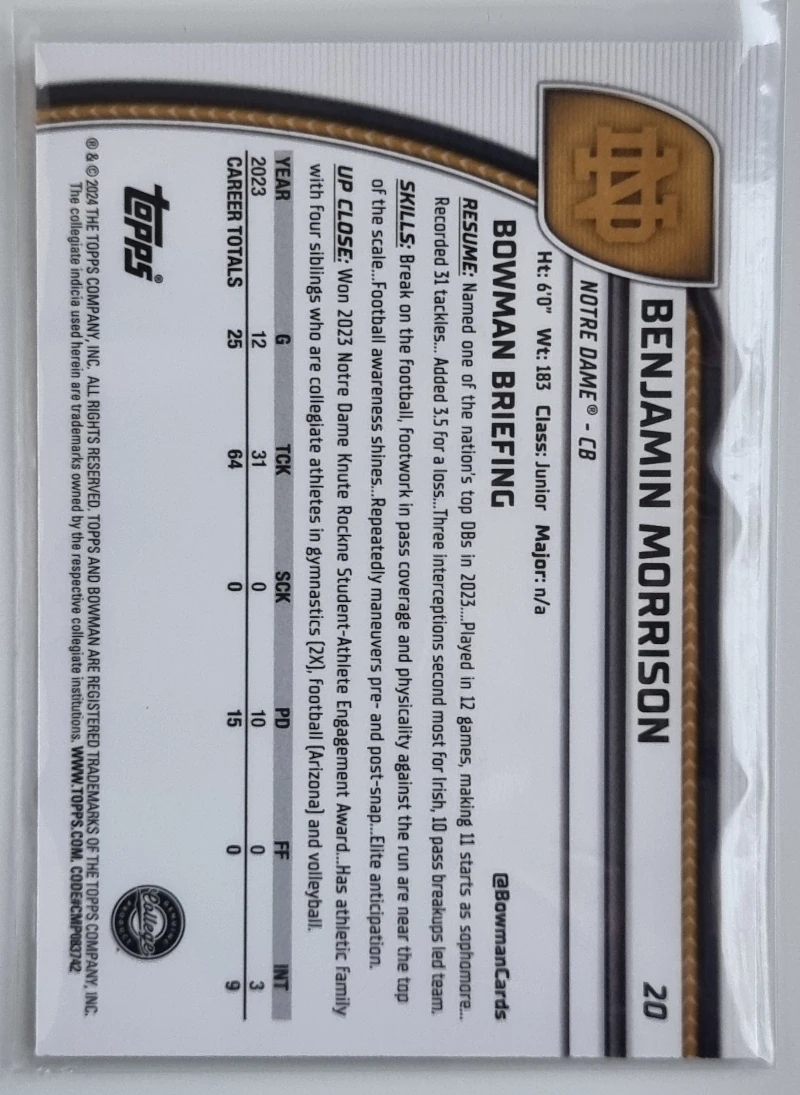 ND
BENJAMIN MORRISON 20
NOTRE DAME® - CB
Ht: 6'0" Wt: 183 Class: Junior Major: n/a
BOWMAN BRIEFING @BowmanCards
RESUME: Named one of the nation's top DBs in 2023....Played in 12 games, making 11 starts as sophomore...
Recorded 31 tackles... Added 3.5 for a loss...Three interceptions second most for Irish, 10 pass breakups led team.
SKILLS: Break on the football, footwork in pass coverage and physicality against the run are near the top
of the scale...Football awareness shines...Repeatedly maneuvers pre- and post-snap...Elite anticipation.
UP CLOSE: Won 2023 Notre Dame Knute Rockne Student-Athlete Engagement Award...Has athletic family
with four siblings who are collegiate athletes in gymnastics (2X), football (Arizona) and volleyball.
YEAR G TCK SCK PD FF INT
2023 12 31 0 10 0 3
CAREER TOTALS 25 64 0 15 0 9
topps®
College
® & © 2024 THE TOPPS COMPANY, INC. ALL RIGHTS RESERVED. TOPPS AND BOWMAN ARE REGISTERED TRADEMARKS OF THE TOPPS COMPANY, INC.
The collegiate indicia used herein are trademarks owned by the respective collegiate institutions. WWW.TOPPS.COM. CODE#CMP083742